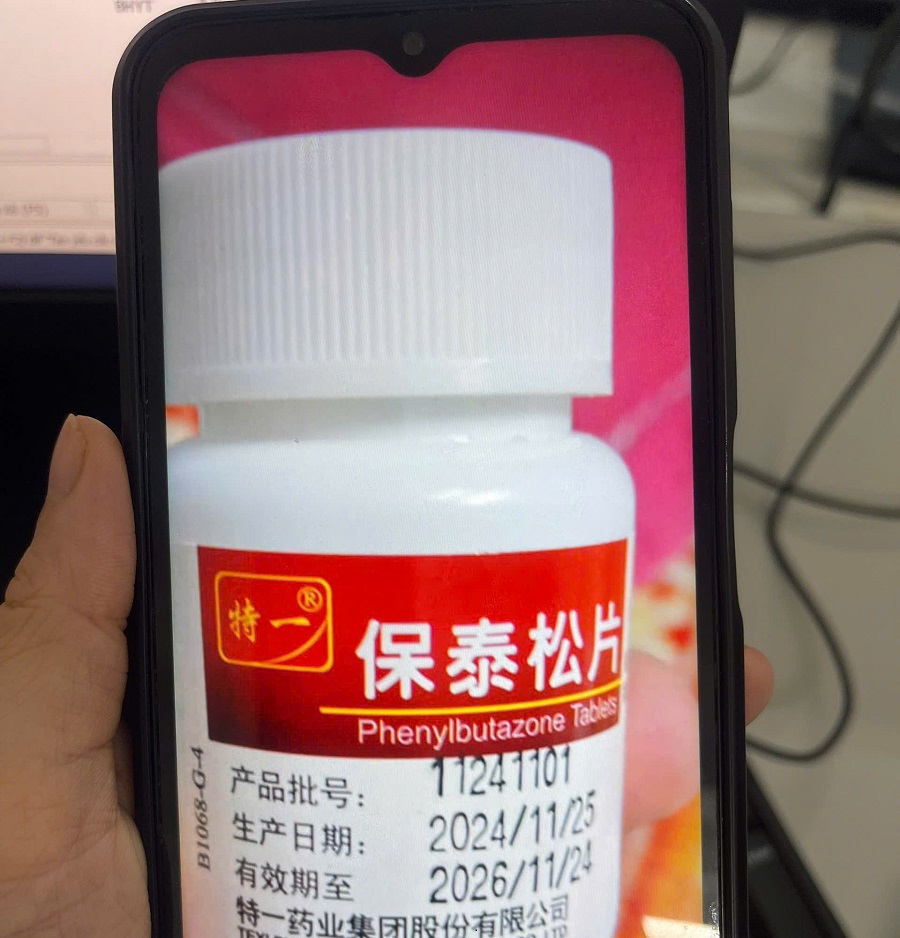 BHYT
特一®
保泰松片
Phenylbutazone Tablets
B1068-G-4
产品批号: 11241101
生产日期: 2024/11/25
有效期至 2026/11/24
特一药业集团股份有限公司